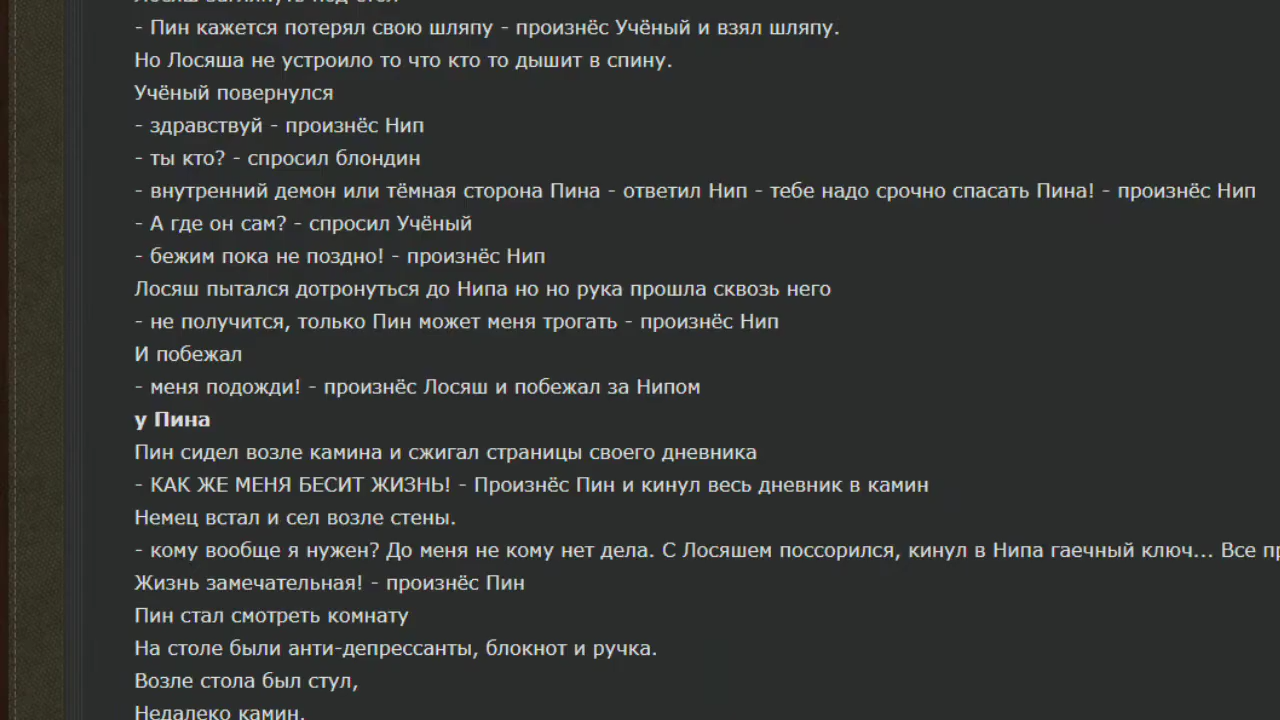 - Пин кажется потерял свою шляпу - произнёс Учёный и взял шляпу.
Но Лосяша не устроило то что кто то дышит в спину.
Учёный повернулся
- здравствуй - произнёс Нип
- ты кто? - спросил блондин
- внутренний демон или тёмная сторона Пина - ответил Нип - тебе надо срочно спасать Пина! - произнёс Нип
- А где он сам? - спросил Учёный
- бежим пока не поздно! - произнёс Нип
Лосяш пытался дотронуться до Нипа но но рука прошла сквозь него
- не получится, только Пин может меня трогать - произнёс Нип
И побежал
- меня подожди! - произнёс Лосяш и побежал за Нипом
у Пина
Пин сидел возле камина и сжигал страницы своего дневника
- КАК ЖЕ МЕНЯ БЕСИТ ЖИЗНЬ! - Произнёс Пин и кинул весь дневник в камин
Немец встал и сел возле стены.
- кому вообще я нужен? До меня не кому нет дела. С Лосяшем поссорился, кинул в Нипа гаечный ключ... Все
Жизнь замечательная! - произнёс Пин
Пин стал смотреть комнату
На столе были анти-депрессанты, блокнот и ручка.
Возле стола был стул,
Недалеко камин.